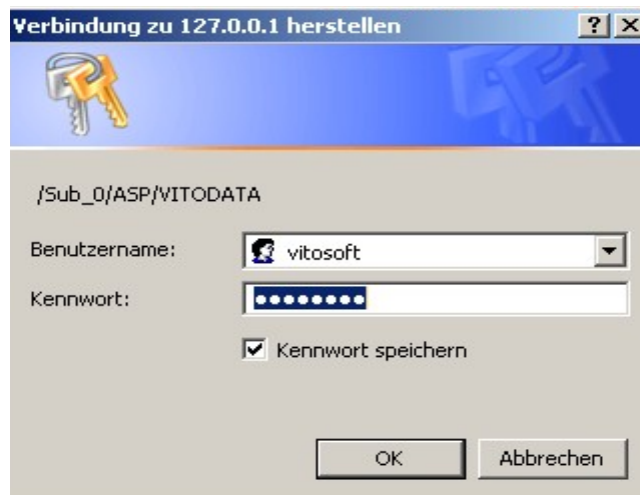 Verbindung zu 127.0.0.1 herstellen
/Sub_0/ASP/VITODATA
Benutzername: vitosoft
Kennwort: ●●●●●●●●
Kennwort speichern
OK Abbrechen